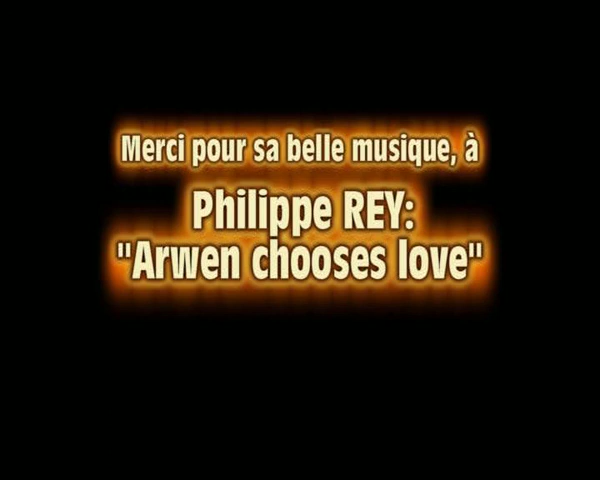 Merci pour sa belle musique, à
Philippe REY:
"Arwen chooses love"